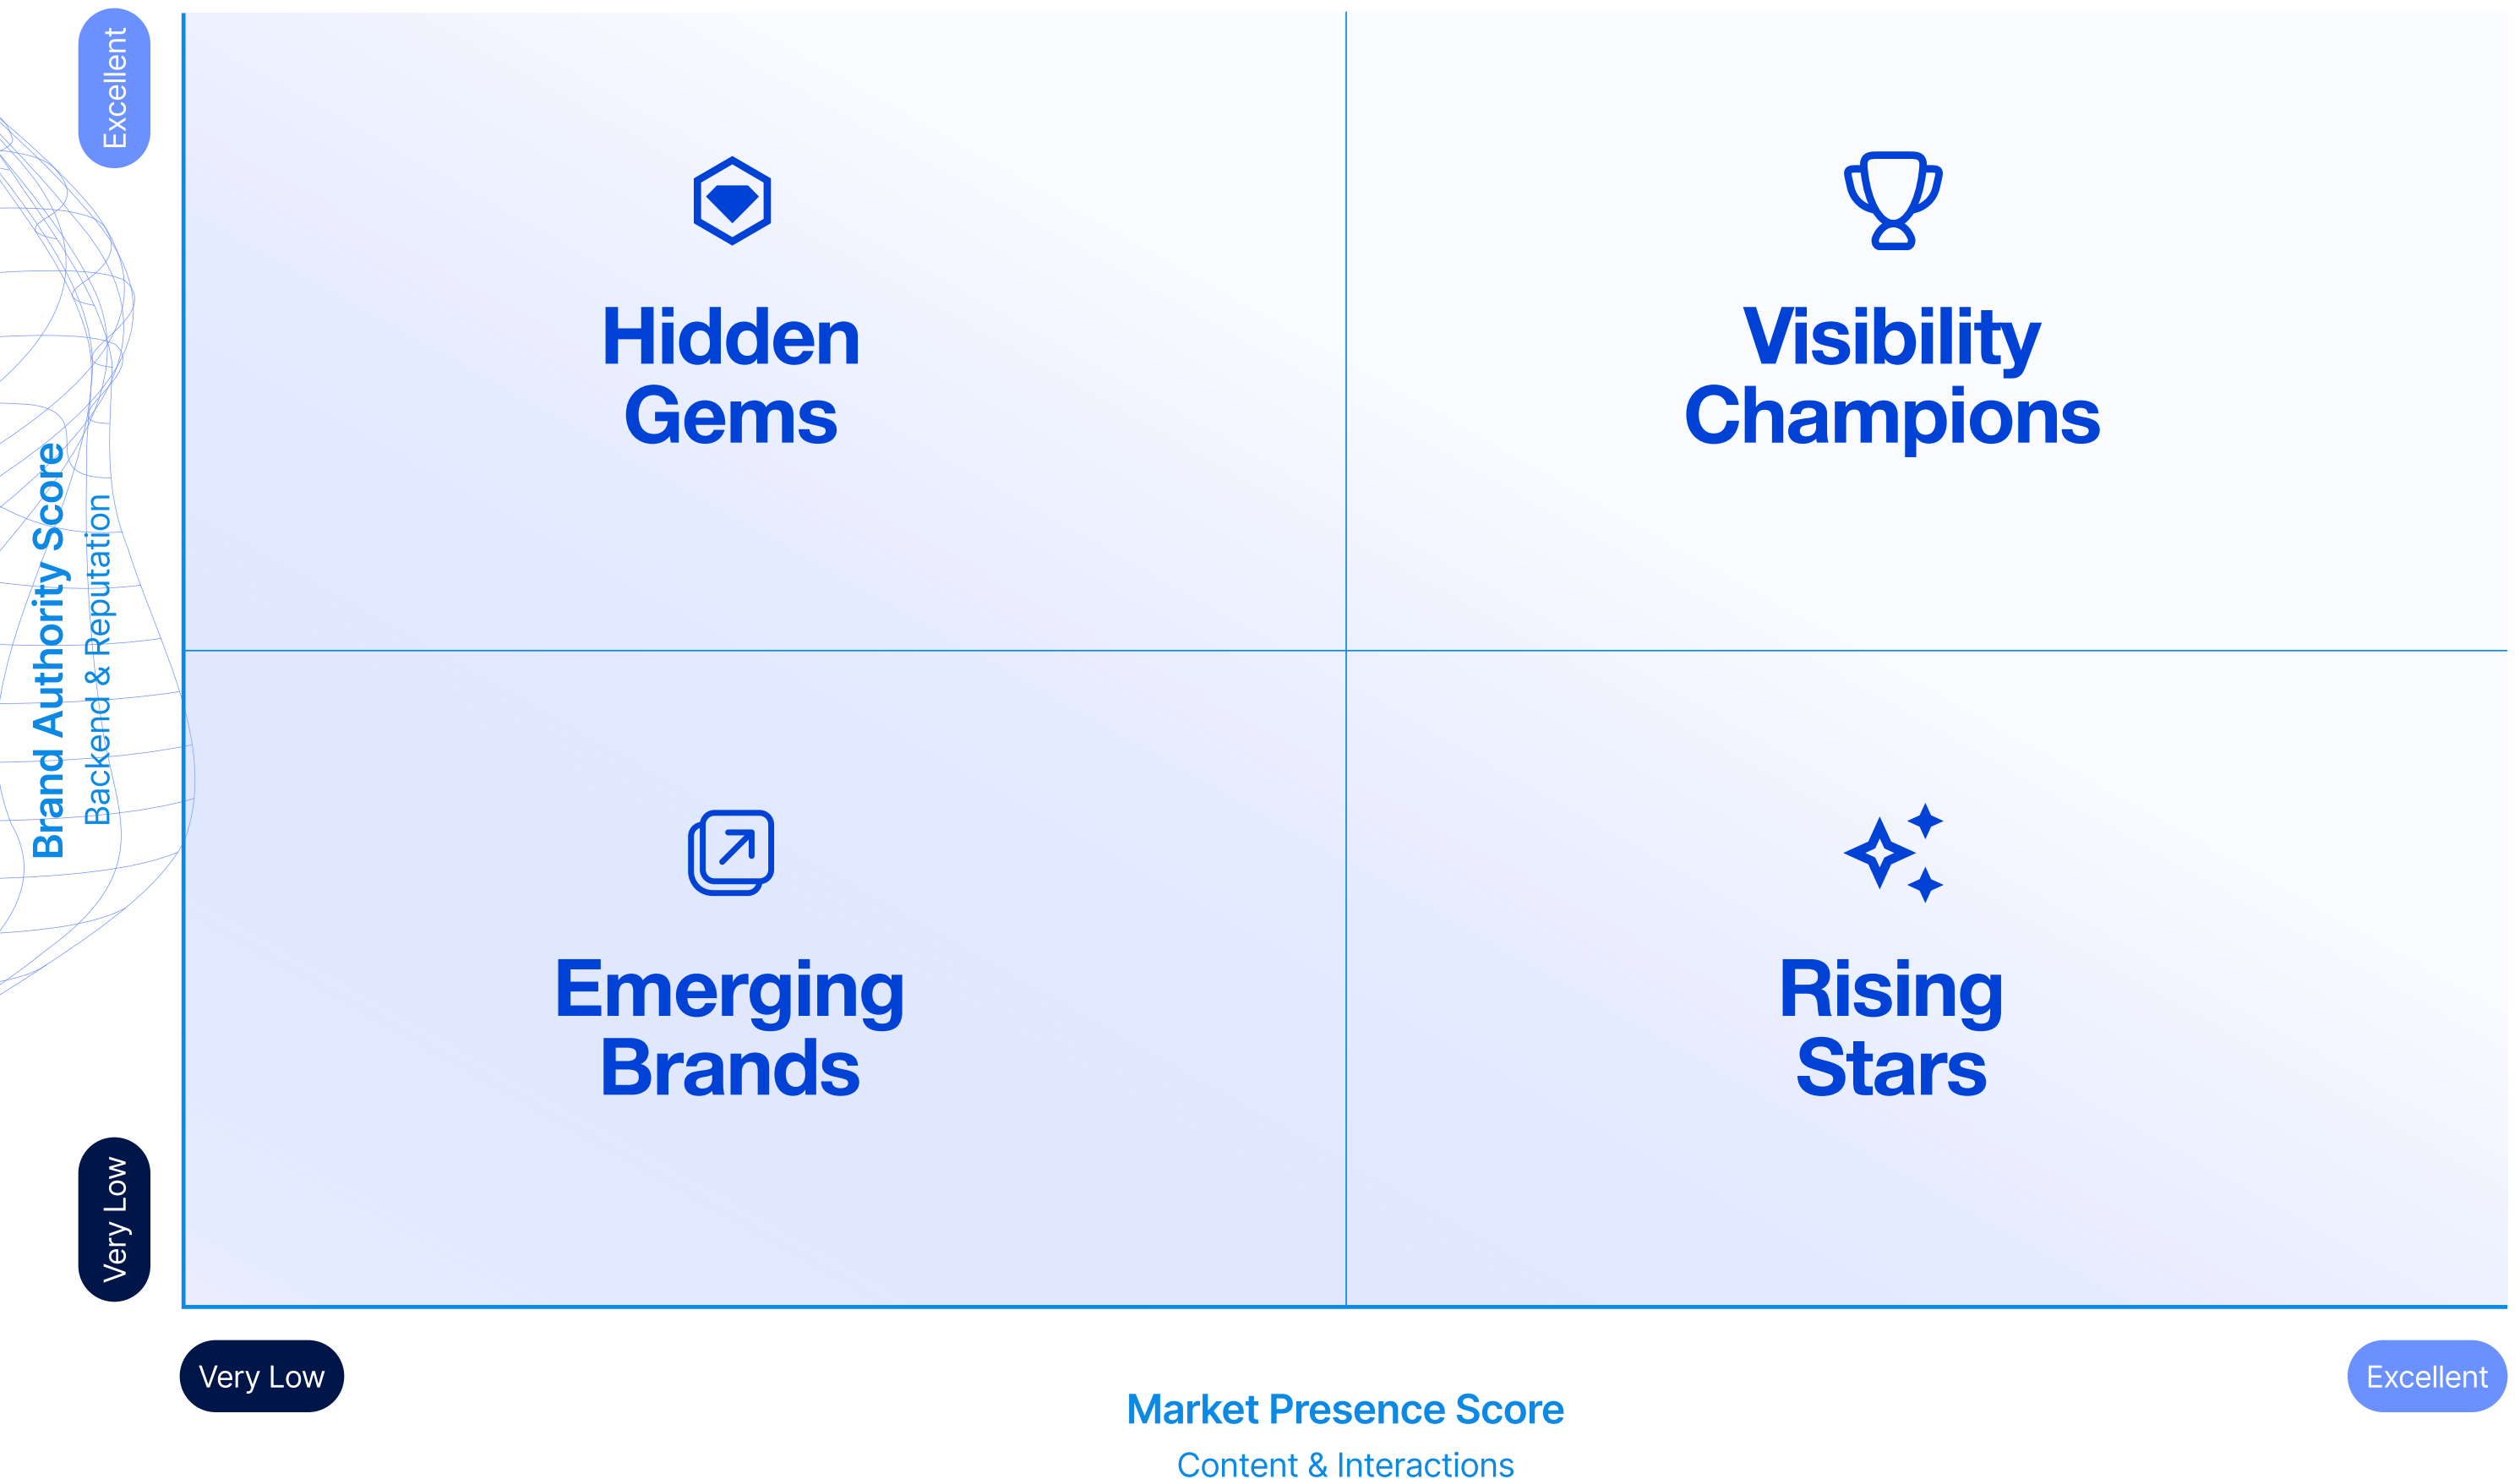 Excellent
Hidden
Gems
Visibility
Champions
Brand Authority Score
Backend & Reputation
Emerging
Brands
Rising
Stars
Very Low
Very Low
Excellent
Market Presence Score
Content & Interactions